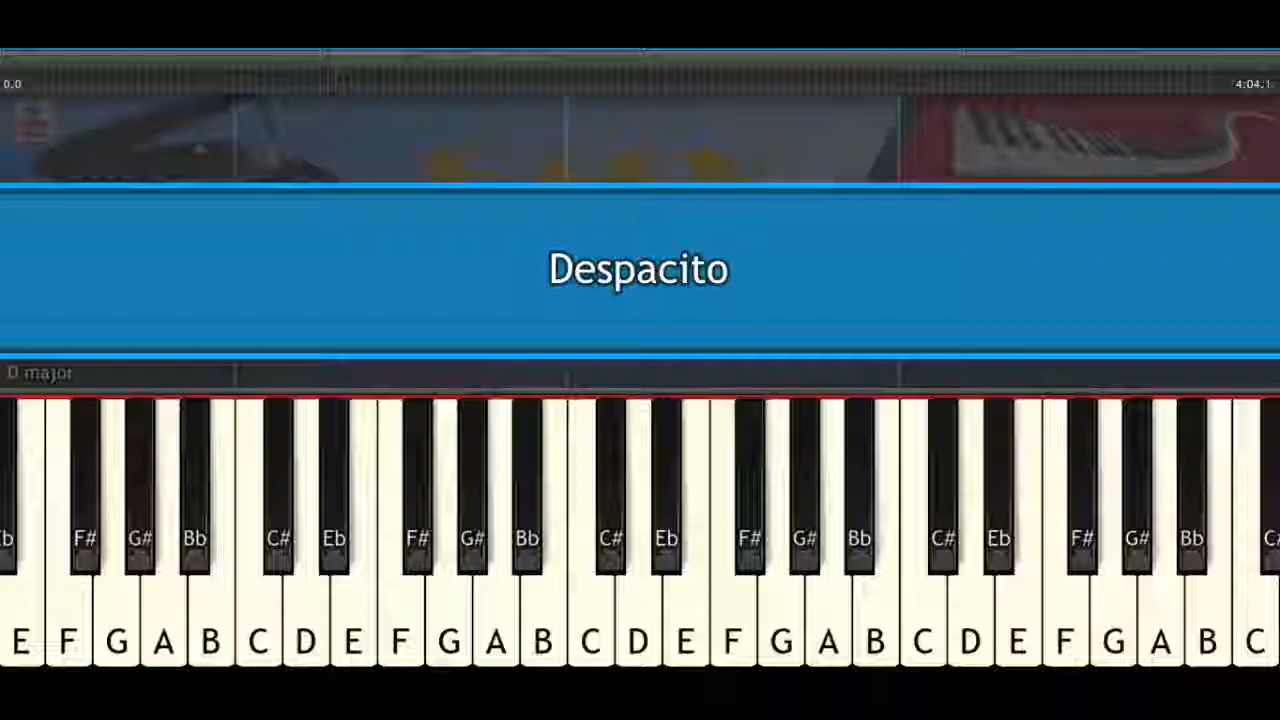 0.0 4:04.1
Despacito
D major
Eb F# G# Bb C# Eb F# G# Bb C# Eb F# G# Bb C# Eb F# G# Bb C#
E F G A B C D E F G A B C D E F G A B C D E F G A B C